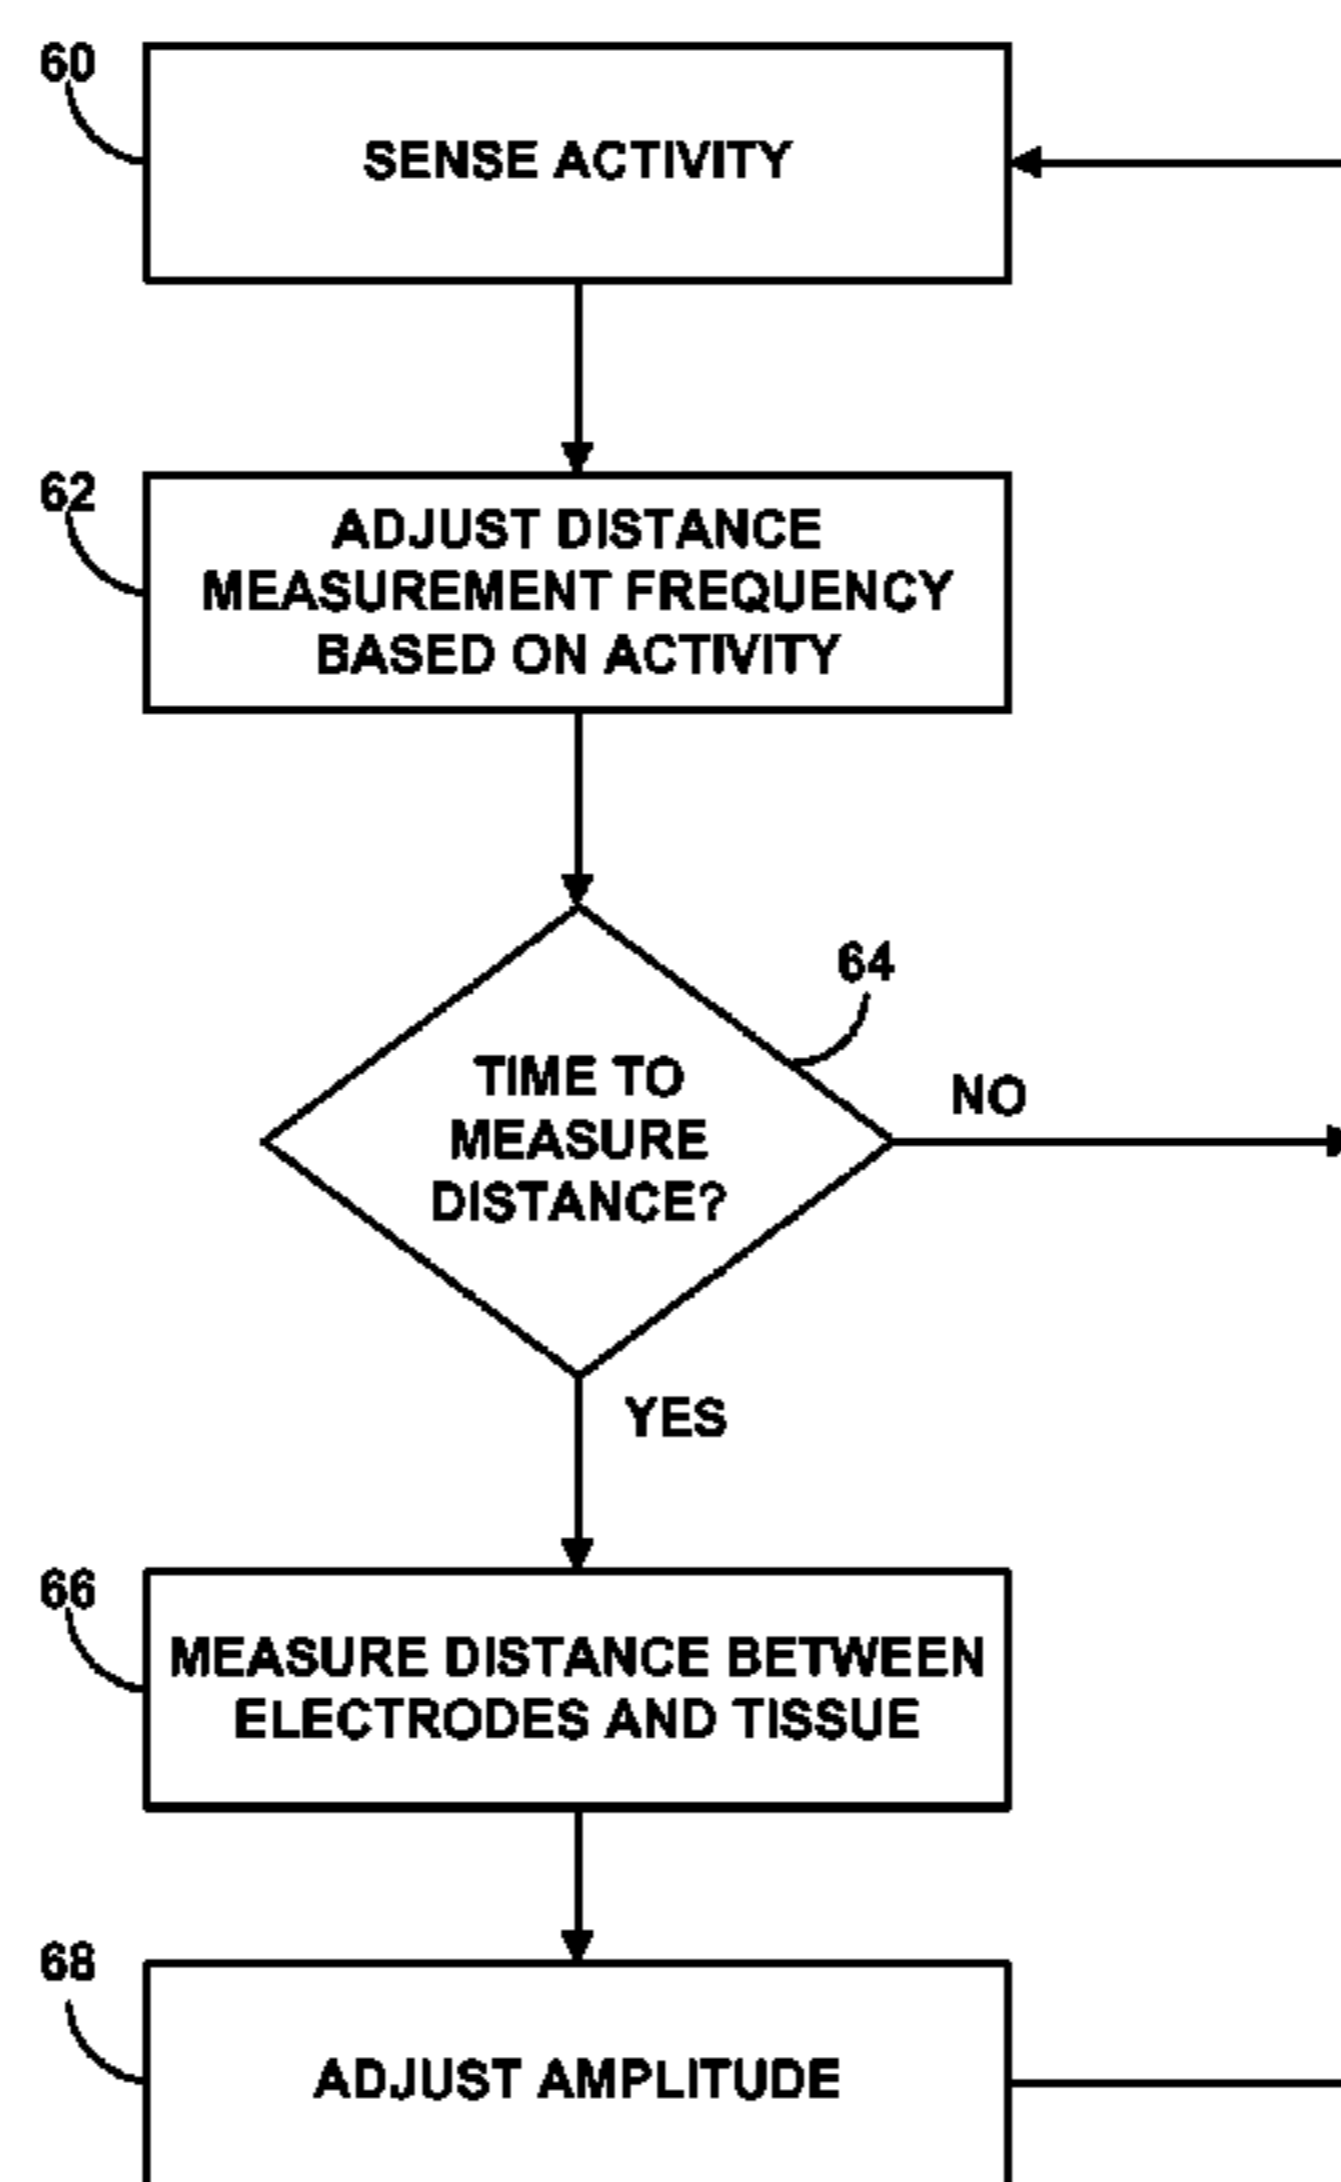 60
SENSE ACTIVITY
62
ADJUST DISTANCE
MEASUREMENT FREQUENCY
BASED ON ACTIVITY
64
TIME TO
MEASURE
DISTANCE?
NO
YES
66
MEASURE DISTANCE BETWEEN
ELECTRODES AND TISSUE
68
ADJUST AMPLITUDE